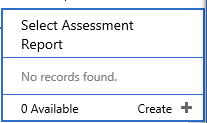 Select Assessment
Report
No records found.
0 Available Create +